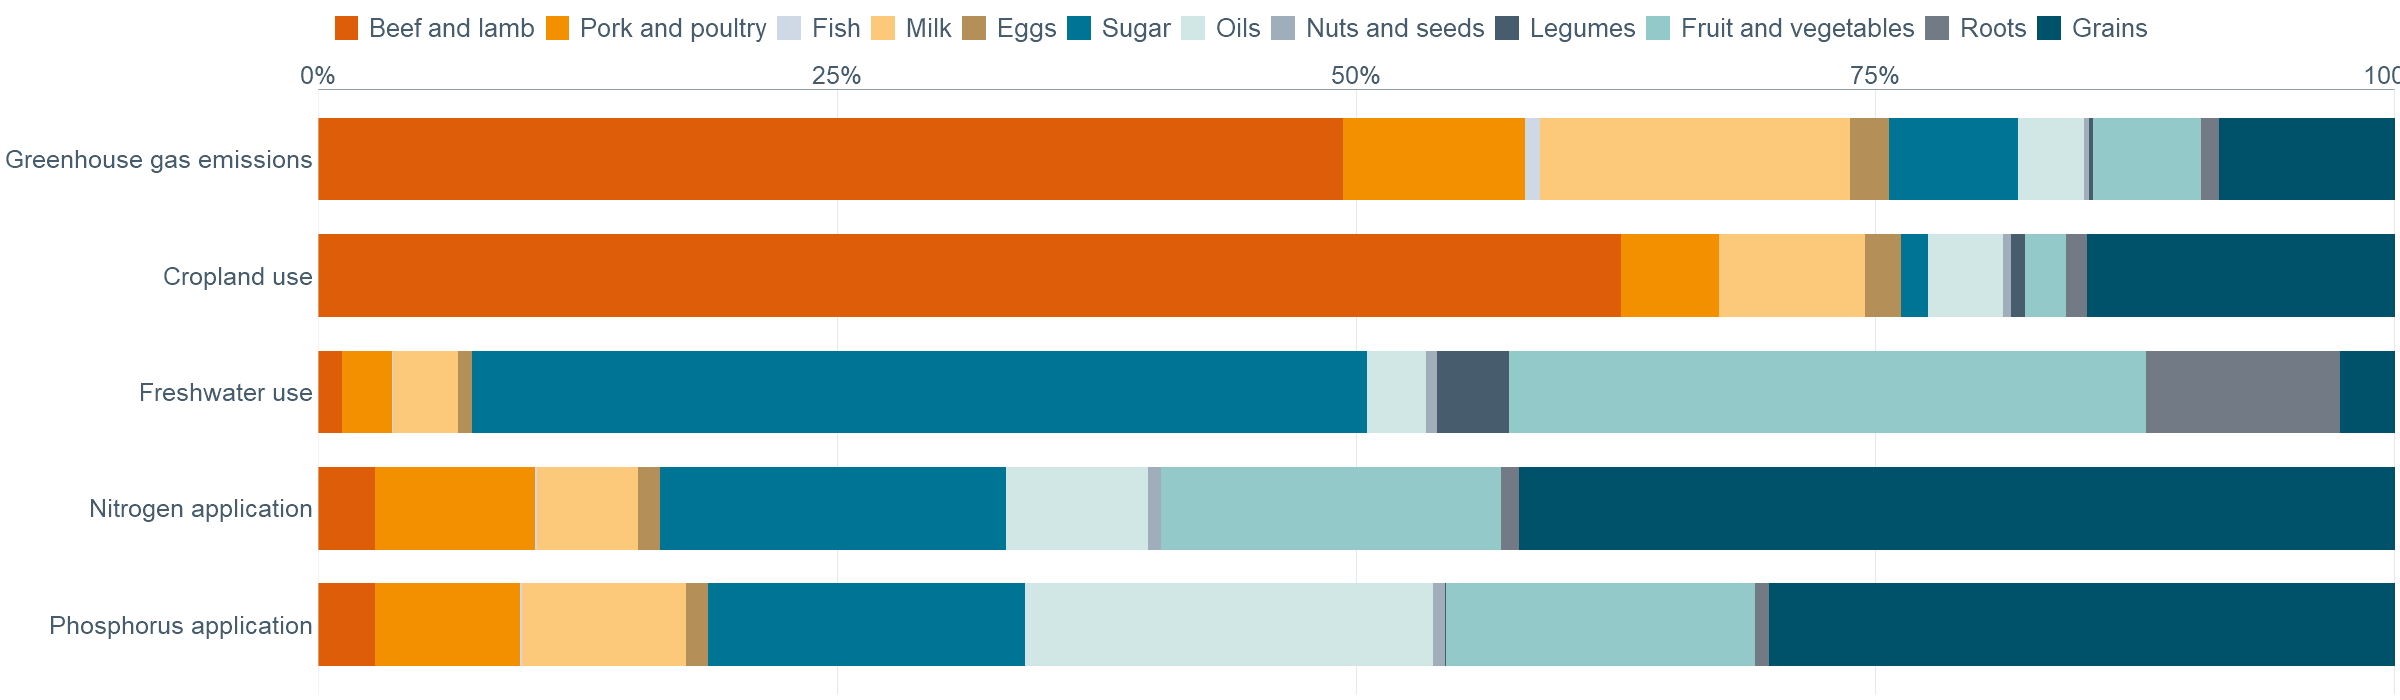 Beef and lamb Pork and poultry Fish Milk Eggs Sugar Oils Nuts and seeds Legumes Fruit and vegetables Roots Grains
0% 25% 50% 75% 100
Greenhouse gas emissions
Cropland use
Freshwater use
Nitrogen application
Phosphorus application